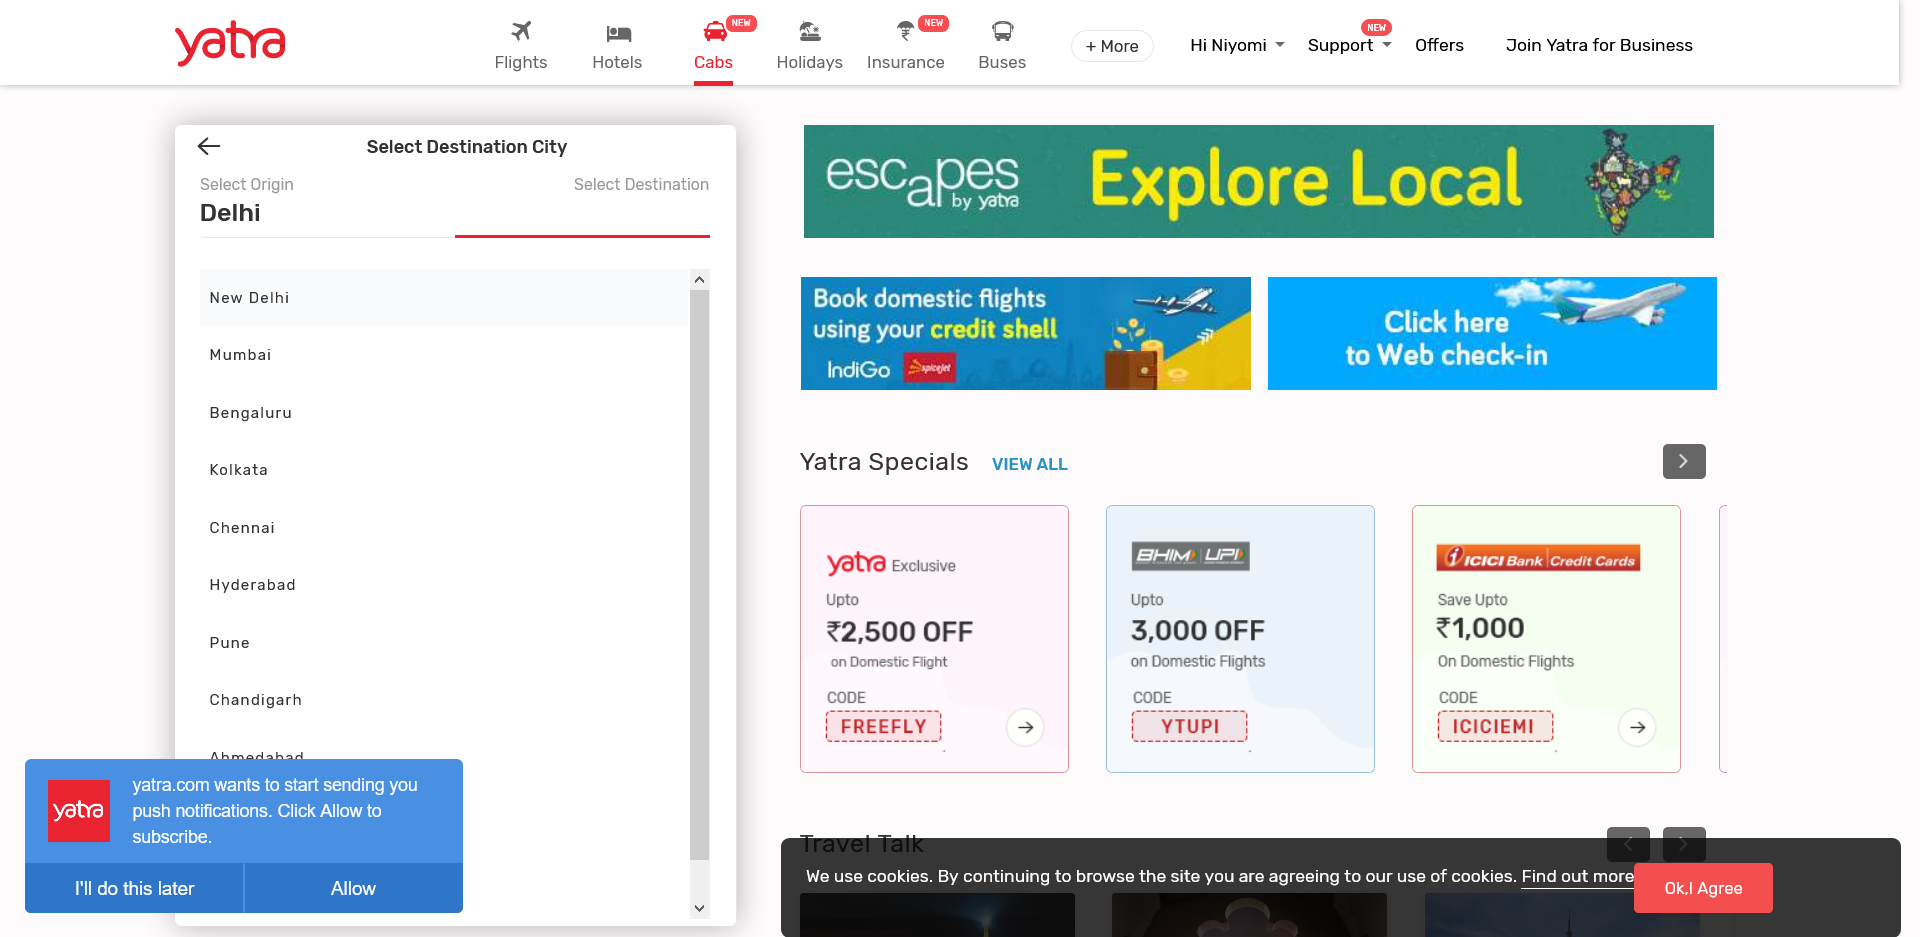 yatra
Flights
Hotels
NEW
Cabs
Holidays
NEW
Insurance
Buses
+ More
Hi Niyomi
NEW
Support
Offers
Join Yatra for Business
Select Destination City
Select Origin
Select Destination
Delhi
New Delhi
Mumbai
Bengaluru
Kolkata
Chennai
Hyderabad
Pune
Chandigarh
Ahmedabad
yatra
yatra.com wants to start sending you
push notifications. Click Allow to
subscribe.
I'll do this later
Allow
escapes
by yatra
Explore Local
Book domestic flights
using your credit shell
IndiGo
spicejet
Click here
to Web check-in
Yatra Specials
VIEW ALL
yatra Exclusive
Upto
₹2,500 OFF
on Domestic Flight
CODE
FREEFLY
BHIM UPI
Upto
3,000 OFF
on Domestic Flights
CODE
YTUPI
ICICI Bank Credit Cards
Save Upto
₹1,000
On Domestic Flights
CODE
ICICIEMI
Travel Talk
We use cookies. By continuing to browse the site you are agreeing to our use of cookies. Find out more
Ok,I Agree